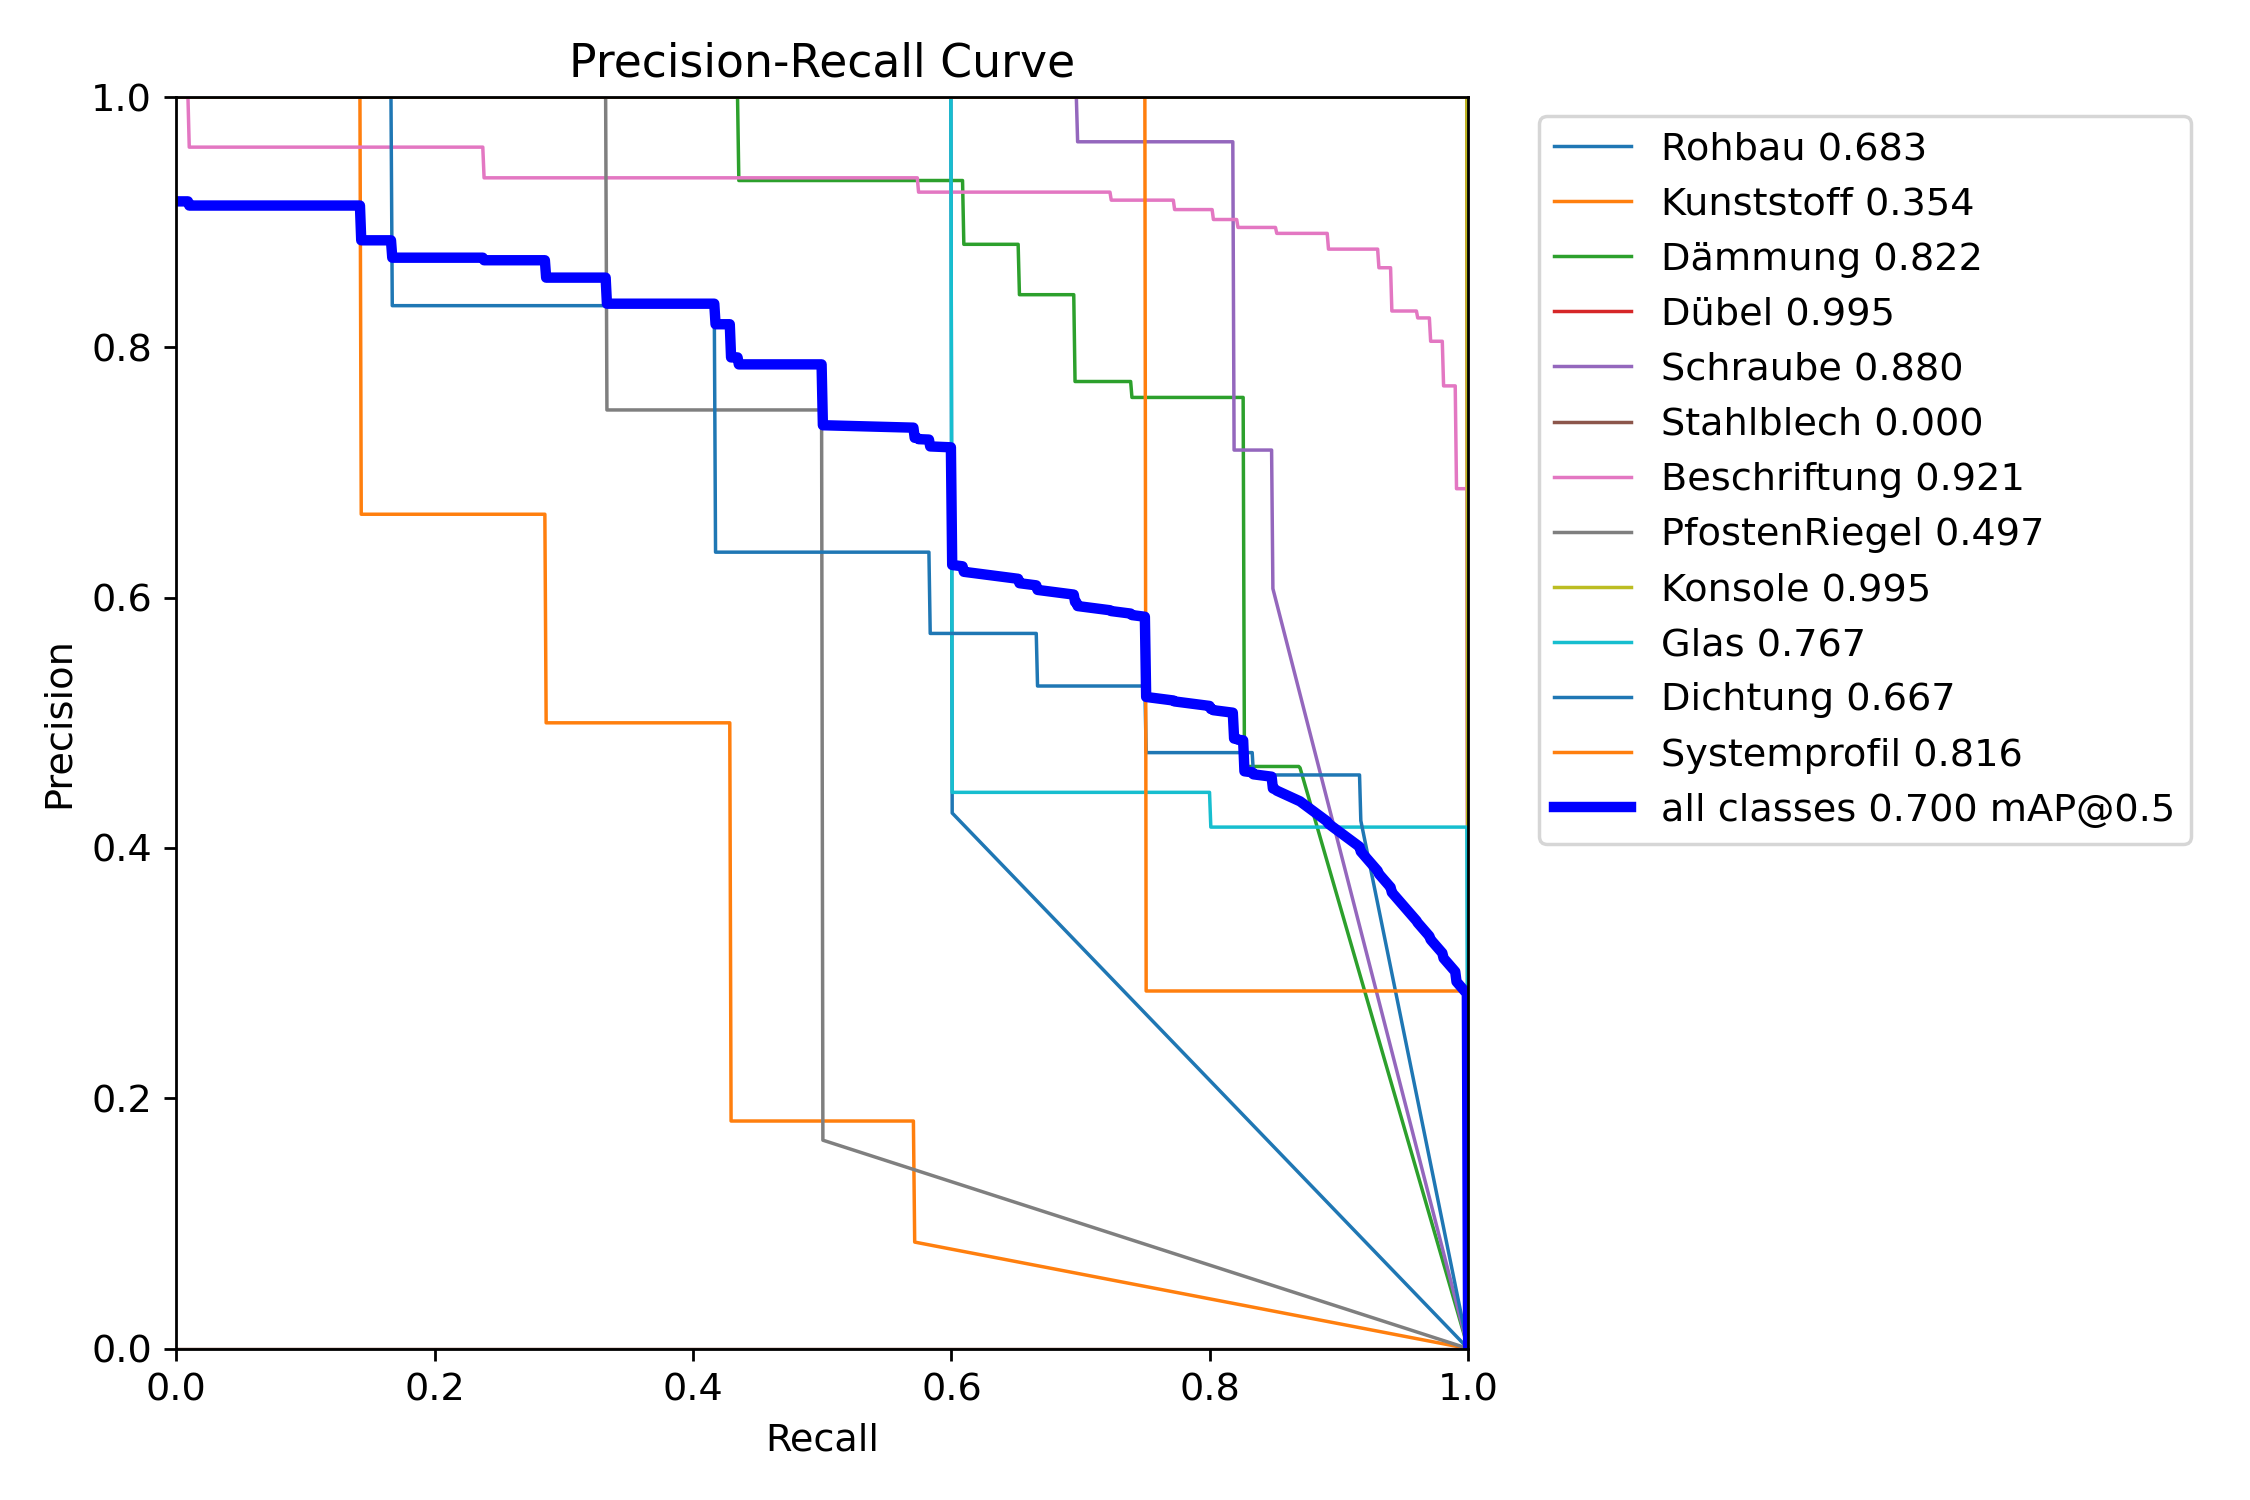 Precision-Recall Curve
1.0
0.8
0.6
0.4
0.2
0.0
Precision
0.0 0.2 0.4 0.6 0.8 1.0
Recall
Rohbau 0.683
Kunststoff 0.354
Dämmung 0.822
Dübel 0.995
Schraube 0.880
Stahlblech 0.000
Beschriftung 0.921
PfostenRiegel 0.497
Konsole 0.995
Glas 0.767
Dichtung 0.667
Systemprofil 0.816
all classes 0.700 mAP@0.5